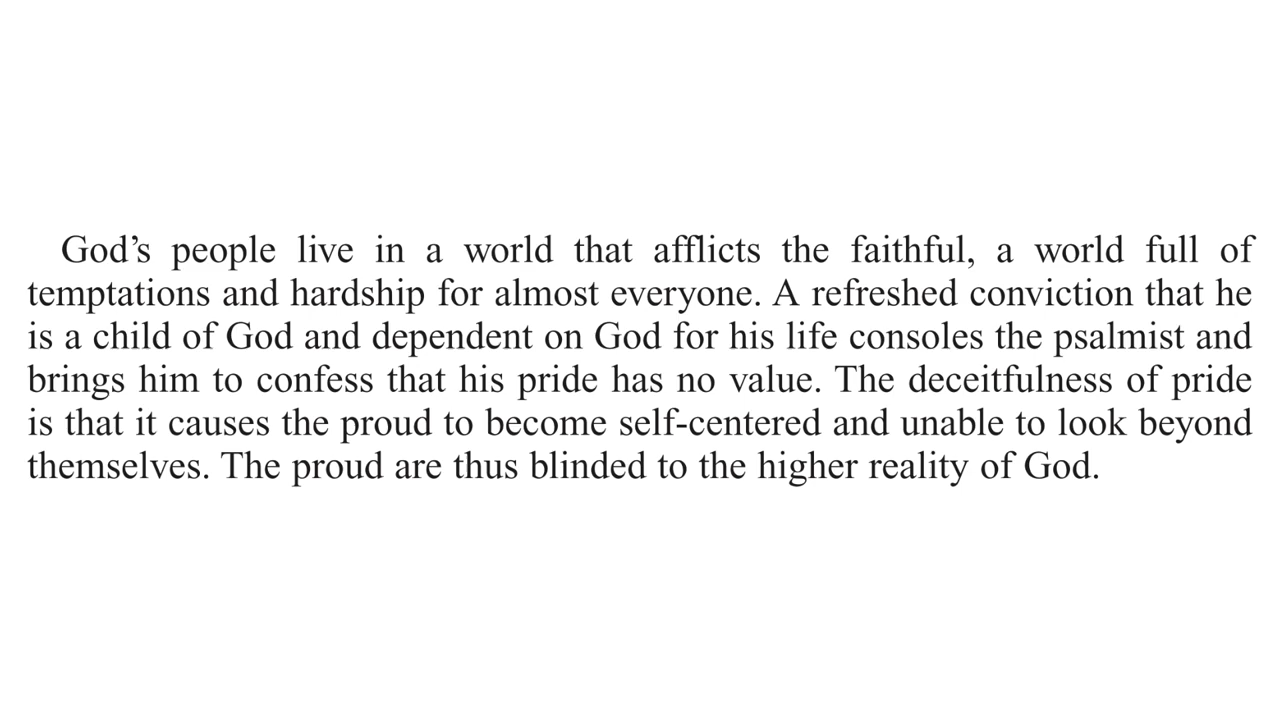 God’s people live in a world that afflicts the faithful, a world full of
temptations and hardship for almost everyone. A refreshed conviction that he
is a child of God and dependent on God for his life consoles the psalmist and
brings him to confess that his pride has no value. The deceitfulness of pride
is that it causes the proud to become self-centered and unable to look beyond
themselves. The proud are thus blinded to the higher reality of God.